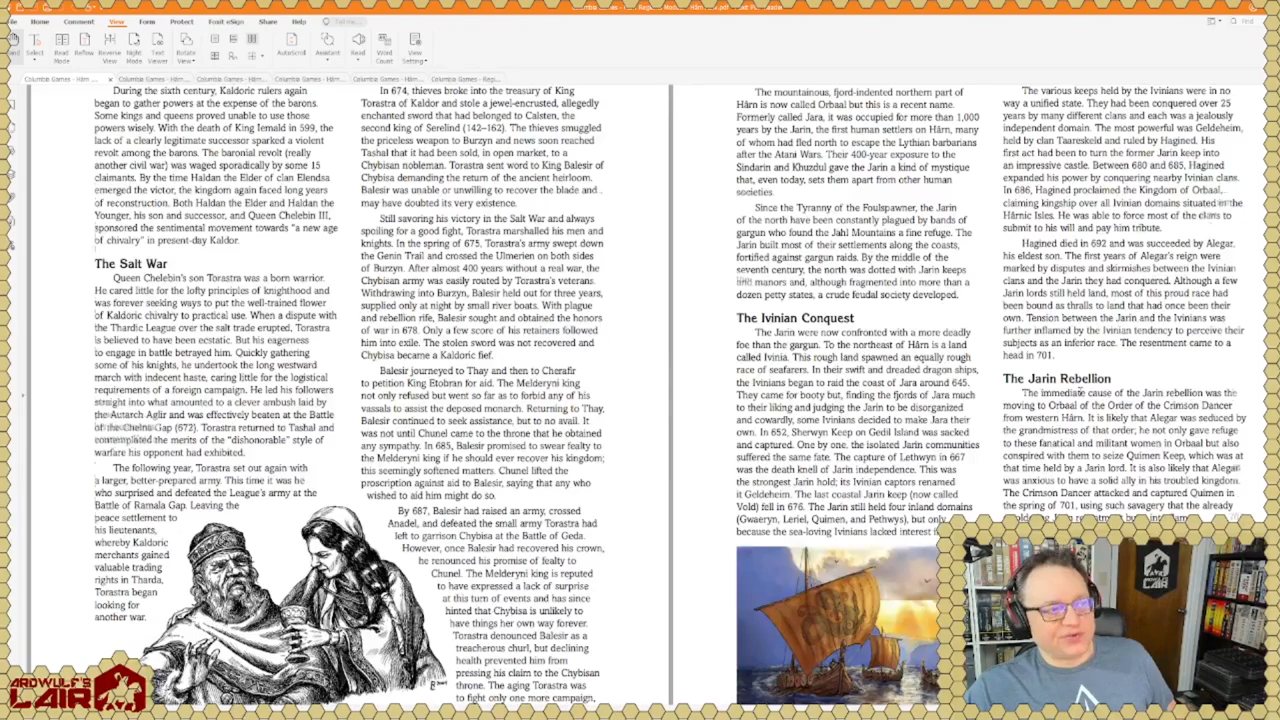 Home Comment View Form Protect Foxit eSign Share Help
Select
Read Mode
Reflow
Reverse View
Night Mode
Text Viewer
Rotate View
AutoScroll
Assistant
Read
Word Count
View Setting
Find
Columbia Games - Hârn ...
Columbia Games - Hârn...
Columbia Games - Hârn...
Columbia Games - Hârn...
Columbia Games - Hârn...
Columbia Games - Rep...
During the sixth century, Kaldoric rulers again
began to gather powers at the expense of the barons.
Some kings and queens proved unable to use those
powers wisely. With the death of King Iemald in 599, the
lack of a clearly legitimate successor sparked a violent
revolt among the barons. The baronial revolt (really
another civil war) was waged sporadically by some 15
claimants. By the time Haldan the Elder of clan Elendsa
emerged the victor, the kingdom again faced long years
of reconstruction. Both Haldan the Elder and Haldan the
Younger, his son and successor, and Queen Chelebin III,
sponsored the sentimental movement towards "a new age
of chivalry" in present-day Kaldor.
The Salt War
Queen Chelebin's son Torastra was a born warrior.
He cared little for the lofty principles of knighthood and
was forever seeking ways to put the well-trained flower
of Kaldoric chivalry to practical use. When a dispute with
the Thardic League over the salt trade erupted, Torastra
is believed to have been ecstatic. But his eagerness
to engage in battle betrayed him. Quickly gathering
some of his knights, he undertook the long westward
march with indecent haste, caring little for the logistical
requirements of a foreign campaign. He led his followers
straight into what amounted to a clever ambush laid by
the Autarch Aglir and was effectively beaten at the Battle
of the Chelna Gap (672). Torastra returned to Tashal and
contemplated the merits of the "dishonorable" style of
warfare his opponent had exhibited.
The following year, Torastra set out again with
a larger, better-prepared army. This time it was he
who surprised and defeated the League's army at the
Battle of Ramala Gap. Leaving the
peace settlement to
his lieutenants,
whereby Kaldoric
merchants gained
valuable trading
rights in Tharda,
Torastra began
looking for
another war.
In 674, thieves broke into the treasury of King
Torastra of Kaldor and stole a jewel-encrusted, allegedly
enchanted sword that had belonged to Calsten, the
second king of Serelind (142–162). The thieves smuggled
the priceless weapon to Burzyn and news soon reached
Tashal that it had been sold, in open market, to a
Chybisan nobleman. Torastra sent word to King Balesir of
Chybisa demanding the return of the ancient heirloom.
Balesir was unable or unwilling to recover the blade and
may have doubted its very existence.
Still savoring his victory in the Salt War and always
spoiling for a good fight, Torastra marshalled his men and
knights. In the spring of 675, Torastra's army swept down
the Genin Trail and crossed the Ulmerien on both sides
of Burzyn. After almost 400 years without a real war, the
Chybisan army was easily routed by Torastra's veterans.
Withdrawing into Burzyn, Balesir held out for three years,
supplied only at night by small river boats. With plague
and rebellion rife, Balesir sought and obtained the honors
of war in 678. Only a few score of his retainers followed
him into exile. The stolen sword was not recovered and
Chybisa became a Kaldoric fief.
Balesir journeyed to Thay and then to Cherafir
to petition King Etobran for aid. The Melderyni king
not only refused but went so far as to forbid any of his
vassals to assist the deposed monarch. Returning to Thay,
Balesir continued to seek assistance, but to no avail. It
was not until Chunel came to the throne that he obtained
any sympathy. In 685, Balesir promised to swear fealty to
the Melderyni king if he should ever recover his kingdom;
this seemingly softened matters. Chunel lifted the
proscription against aid to Balesir, saying that any who
wished to aid him might do so.
By 687, Balesir had raised an army, crossed
Anadel, and defeated the small army Torastra had
left to garrison Chybisa at the Battle of Geda.
However, once Balesir had recovered his crown,
he renounced his promise of fealty to
Chunel. The Melderyni king is reputed
to have expressed a lack of surprise
at this turn of events and has since
hinted that Chybisa is unlikely to
have things her own way forever.
Torastra denounced Balesir as a
treacherous churl, but declining
health prevented him from
pressing his claim to the Chybisan
throne. The aging Torastra was
to fight only one more campaign,
The mountainous, fjord-indented northern part of
Hârn is now called Orbaal but this is a recent name.
Formerly called Jara, it was occupied for more than 1,000
years by the Jarin, the first human settlers on Hârn, many
of whom had fled north to escape the Lythian barbarians
after the Atani Wars. Their 400-year exposure to the
Sindarin and Khuzdul gave the Jarin a kind of mystique
that, even today, sets them apart from other human
societies.
Since the Tyranny of the Foulspawner, the Jarin
of the north have been constantly plagued by bands of
gargun who found the Jahl Mountains a fine refuge. The
Jarin built most of their settlements along the coasts,
fortified against gargun raids. By the middle of the
seventh century, the north was dotted with Jarin keeps
and manors and, although fragmented into more than a
dozen petty states, a crude feudal society developed.
The Ivinian Conquest
The Jarin were now confronted with a more deadly
foe than the gargun. To the northeast of Hârn is a land
called Ivinia. This rough land spawned an equally rough
race of seafarers. In their swift and dreaded dragon ships,
the Ivinians began to raid the coast of Jara around 645.
They came for booty but, finding the fjords of Jara much
to their liking and judging the Jarin to be disorganized
and cowardly, some Ivinians decided to make Jara their
own. In 652, Sherwyn Keep on Gedil Island was sacked
and captured. One by one, the isolated Jarin communities
suffered the same fate. The capture of Lethwyn in 667
was the death knell of Jarin independence. This was
the strongest Jarin hold; its Ivinian captors renamed
it Geldeheim. The last coastal Jarin keep (now called
Vold) fell in 676. The Jarin still held four inland domains
(Gwaeryn, Leriel, Quimen, and Pethwys), but only
because the sea-loving Ivinians lacked interest
The various keeps held by the Ivinians were in no
way a unified state. They had been conquered over 25
years by many different clans and each was a jealously
independent domain. The most powerful was Geldeheim,
held by clan Taareskeld and ruled by Hagined. His
first act had been to turn the former Jarin keep into
an impressive castle. Between 680 and 685, Hagined
expanded his power by conquering nearby Ivinian clans.
In 686, Hagined proclaimed the Kingdom of Orbaal,
claiming kingship over all Ivinian domains situated in the
Hârnic Isles. He was able to force most of the clans to
submit to his will and pay him tribute.
Hagined died in 692 and was succeeded by Alegar,
his eldest son. The first years of Alegar's reign were
marked by disputes and skirmishes between the Ivinian
clans and the Jarin they had conquered. Although a few
Jarin lords still held land, most of this proud race had
been bound as thralls to land that had once been their
own. Tension between the Jarin and the Ivinians was
further inflamed by the Ivinian tendency to perceive their
subjects as an inferior race. The resentment came to a
head in 701.
The Jarin Rebellion
The immediate cause of the Jarin rebellion was the
moving to Orbaal of the Order of the Crimson Dancer
from western Hârn. It is likely that Alegar was seduced by
the grandmistress of that order; he not only gave refuge
to these fanatical and militant women in Orbaal but also
conspired with them to seize Quimen Keep, which was at
that time held by a Jarin lord. It is also likely that Alegar
was anxious to have a solid ally in his troubled kingdom.
The Crimson Dancer attacked and captured Quimen in
the spring of 701, using such savagery that the already
ARDWULF'S
LAIR